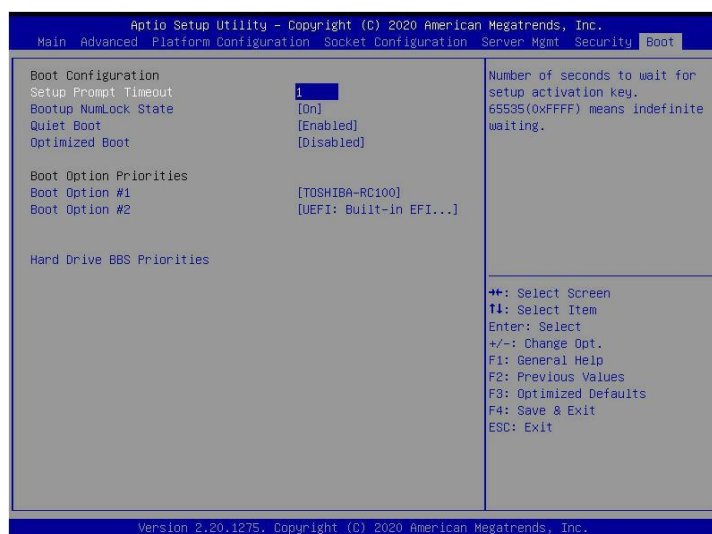 Aptio Setup Utility – Copyright (C) 2020 American Megatrends, Inc.
Main Advanced Platform Configuration Socket Configuration Server Mgmt Security Boot
Boot Configuration
Setup Prompt Timeout 1
Bootup NumLock State [On]
Quiet Boot [Enabled]
Optimized Boot [Disabled]
Boot Option Priorities
Boot Option #1 [TOSHIBA-RC100]
Boot Option #2 [UEFI: Built-in EFI...]
Hard Drive BBS Priorities
Number of seconds to wait for
setup activation key.
65535(0xFFFF) means indefinite
waiting.
→←: Select Screen
↑↓: Select Item
Enter: Select
+/-: Change Opt.
F1: General Help
F2: Previous Values
F3: Optimized Defaults
F4: Save & Exit
ESC: Exit
Version 2.20.1275. Copyright (C) 2020 American Megatrends, Inc.